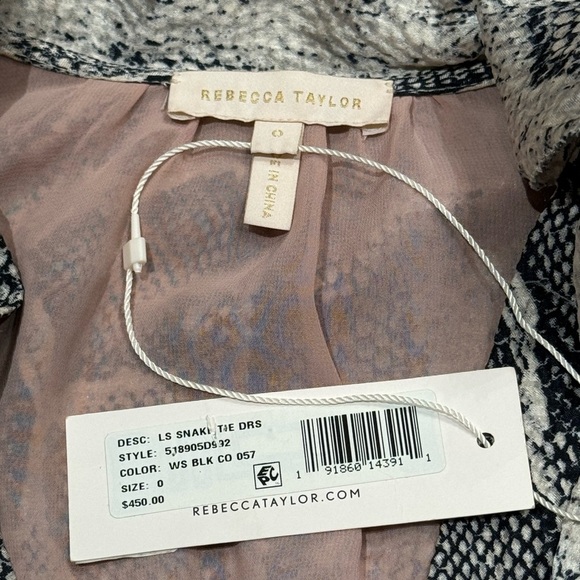 REBECCA TAYLOR
0
E IN CHINA
DESC: LS SNAKE TIE DRS
STYLE: 518905D992
COLOR: WS BLK CO 057
SIZE: 0
$450.00
1 91860 14391 1
REBECCATAYLOR.COM